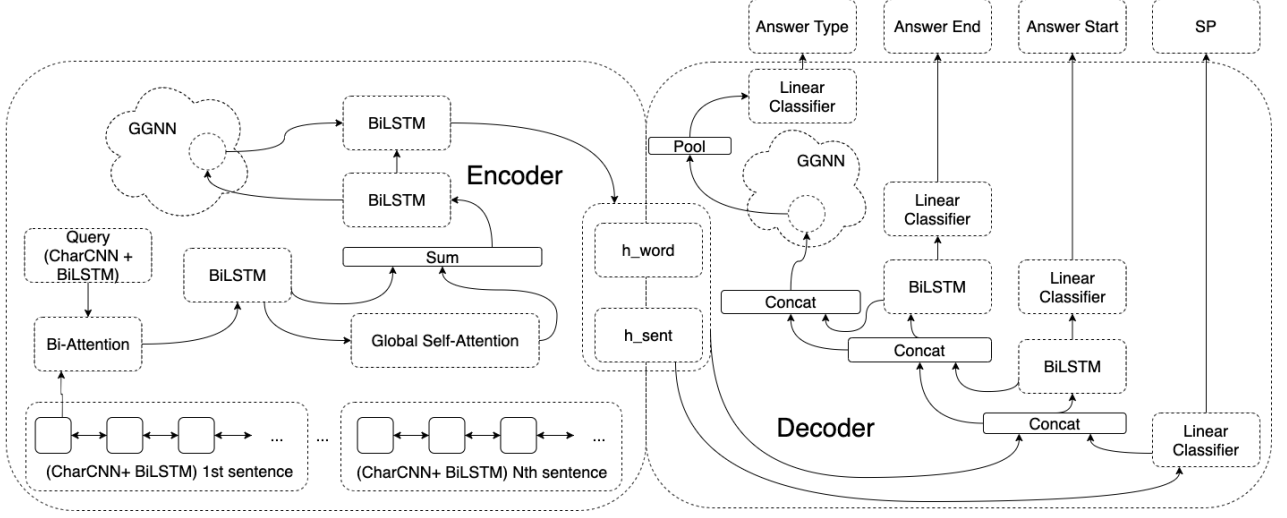 Answer Type
Answer End
Answer Start
SP
Linear
Classifier
GGNN
BiLSTM
Pool
GGNN
Encoder
BiLSTM
Linear
Classifier
Query
(CharCNN +
BiLSTM)
Sum
h_word
BiLSTM
BiLSTM
Linear
Classifier
Concat
Bi-Attention
Global Self-Attention
h_sent
Concat
BiLSTM
Decoder
Concat
Linear
Classifier
... ... ...
(CharCNN+ BiLSTM) 1st sentence
(CharCNN+ BiLSTM) Nth sentence